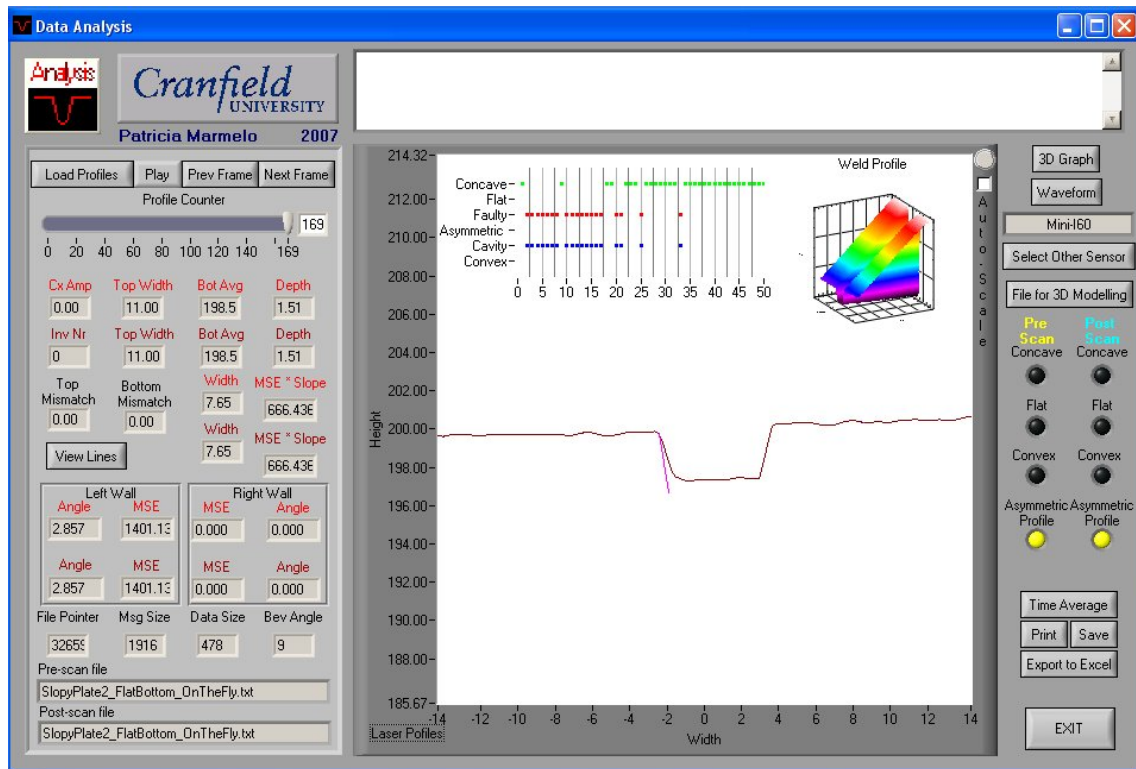 Data Analysis
Analysis
Cranfield
UNIVERSITY
Patricia Marmelo 2007
Load Profiles Play Prev Frame Next Frame
Profile
Counter
169
0 20 40 60 80 100 120 140 169
Cx Amp Top Width Bot Avg Depth
0.00 11.00 198.5 1.51
Inv Nr Top Width Bot Avg Depth
0 11.00 198.5 1.51
Top Mismatch Bottom Mismatch Width MSE * Slope
0.00 0.00 7.65 666.436
Width MSE * Slope
View Lines 7.65 666.436
Left Wall Right Wall
Angle MSE MSE Angle
2.857 1401.13 0.000 0.000
Angle MSE MSE Angle
2.857 1401.13 0.000 0.000
File Pointer Msg Size Data Size Bev Angle
32659 1916 478 9
Pre-scan file
SlopyPlate2_FlatBottom_OnTheFly.txt
Post-scan file
SlopyPlate2_FlatBottom_OnTheFly.txt
214.32
212.00
210.00
208.00
206.00
204.00
202.00
200.00
198.00
196.00
194.00
192.00
190.00
188.00
185.67
Height
Concave
Flat
Faulty
Asymmetric
Cavity
Convex
0 5 10 15 20 25 30 35 40 45 50
Weld Profile
-14 -12 -10 -8 -6 -4 -2 0 2 4 6 8 10 12 14
Laser Pofiles
Width
Auto-Scale
3D Graph
Waveform
Mini-I60
Select Other Sensor
File for 3D Modelling
Pre Scan Post Scan
Concave Concave
Flat Flat
Convex Convex
Asymmetric Profile Asymmetric Profile
Time Average
Print Save
Export to Excel
EXIT